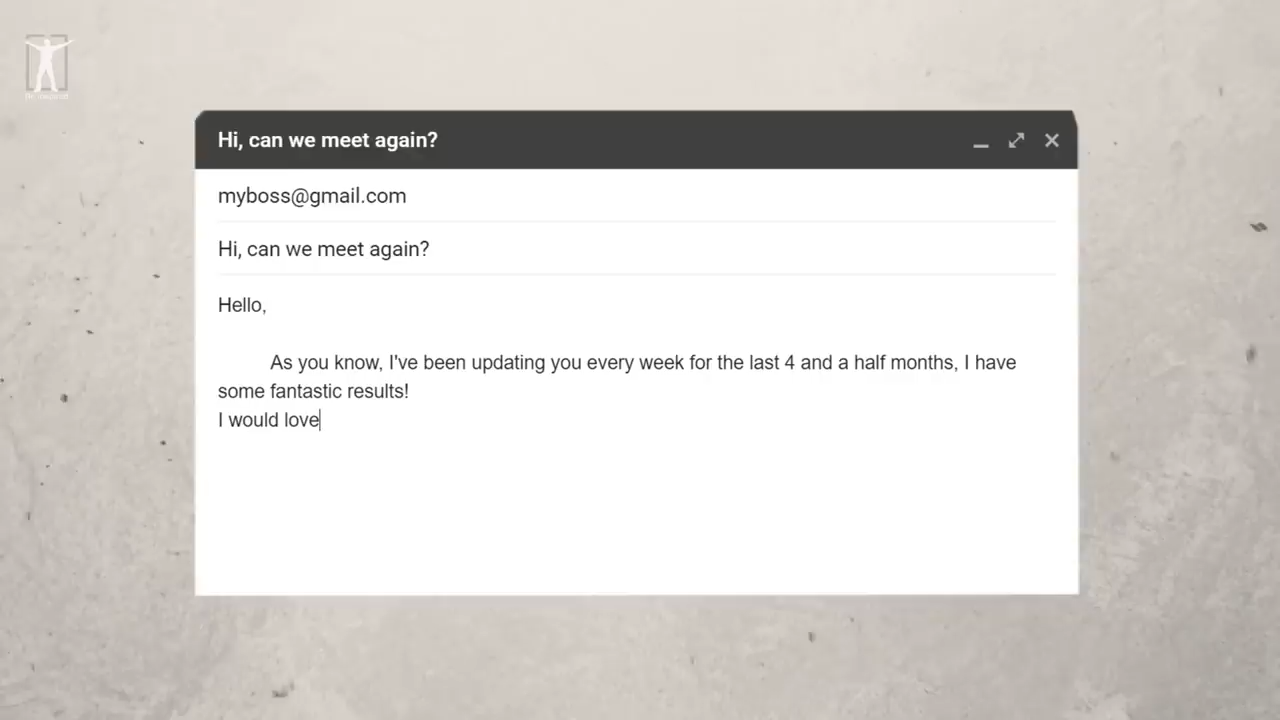 Hi, can we meet again?
myboss@gmail.com
Hi, can we meet again?
Hello,
As you know, I've been updating you every week for the last 4 and a half months, I have
some fantastic results!
I would love